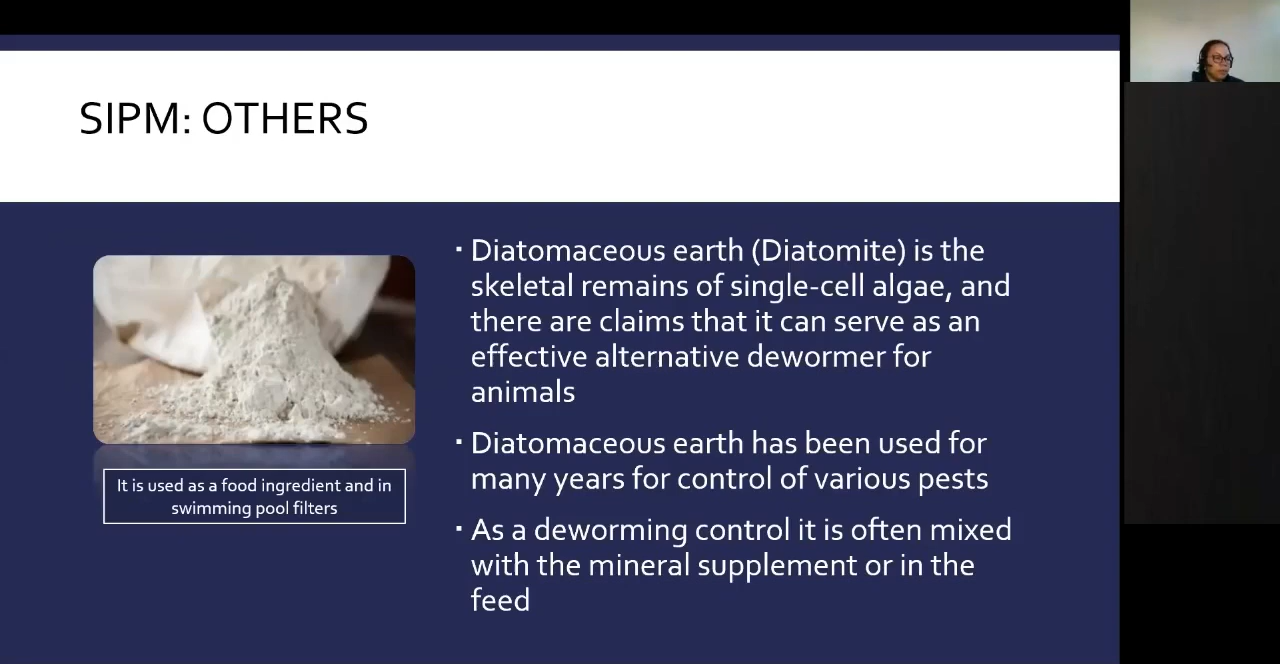 SIPM: OTHERS
It is used as a food ingredient and in
swimming pool filters
▪ Diatomaceous earth (Diatomite) is the
skeletal remains of single-cell algae, and
there are claims that it can serve as an
effective alternative dewormer for
animals
▪ Diatomaceous earth has been used for
many years for control of various pests
▪ As a deworming control it is often mixed
with the mineral supplement or in the
feed